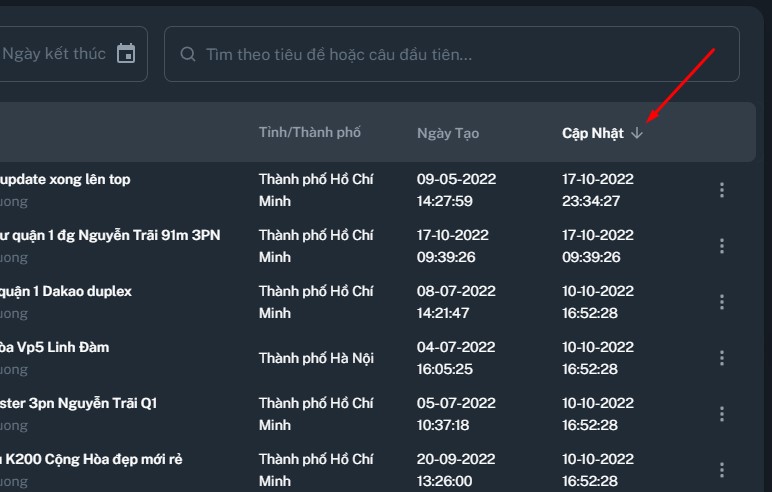 Ngày kết thúc
Tìm theo tiêu đề hoặc câu đầu tiên...
Tỉnh/Thành phố Ngày Tạo Cập Nhật
update xong lên top Thành phố Hồ Chí 09-05-2022 17-10-2022
uong Minh 14:27:59 23:34:27
ư quận 1 đg Nguyễn Trãi 91m 3PN Thành phố Hồ Chí 17-10-2022 17-10-2022
uong Minh 09:39:26 09:39:26
quận 1 Dakao duplex Thành phố Hồ Chí 08-07-2022 10-10-2022
uong Minh 14:21:47 16:52:28
òa Vp5 Linh Đàm Thành phố Hà Nội 04-07-2022 10-10-2022
uong 16:05:25 16:52:28
ster 3pn Nguyễn Trãi Q1 Thành phố Hồ Chí 05-07-2022 10-10-2022
uong Minh 10:37:18 16:52:28
K200 Cộng Hòa đẹp mới rẻ Thành phố Hồ Chí 20-09-2022 10-10-2022
uong Minh 13:26:00 16:52:28